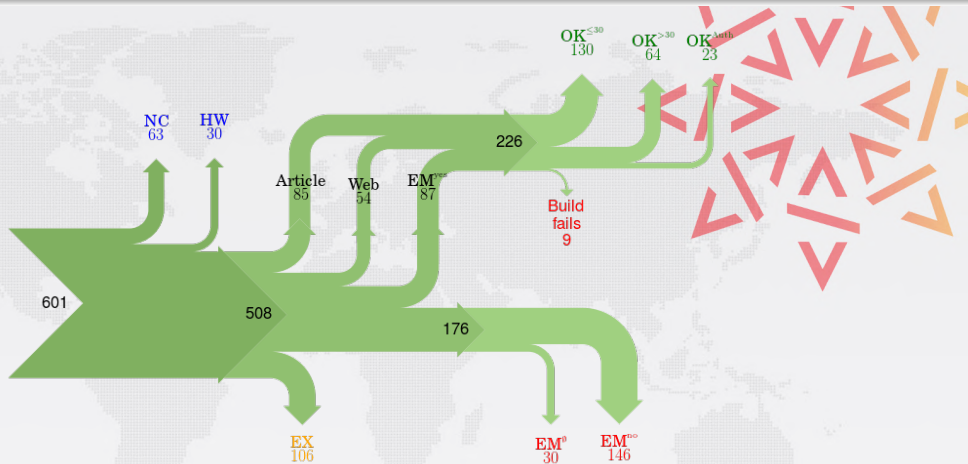 OK≤30
130
OK>30
64
OKAuth
23
NC
63
HW
30
226
Article
85
Web
54
EMyes
87
Build
fails
9
601
508
176
EX
106
EMø
30
EMno
146